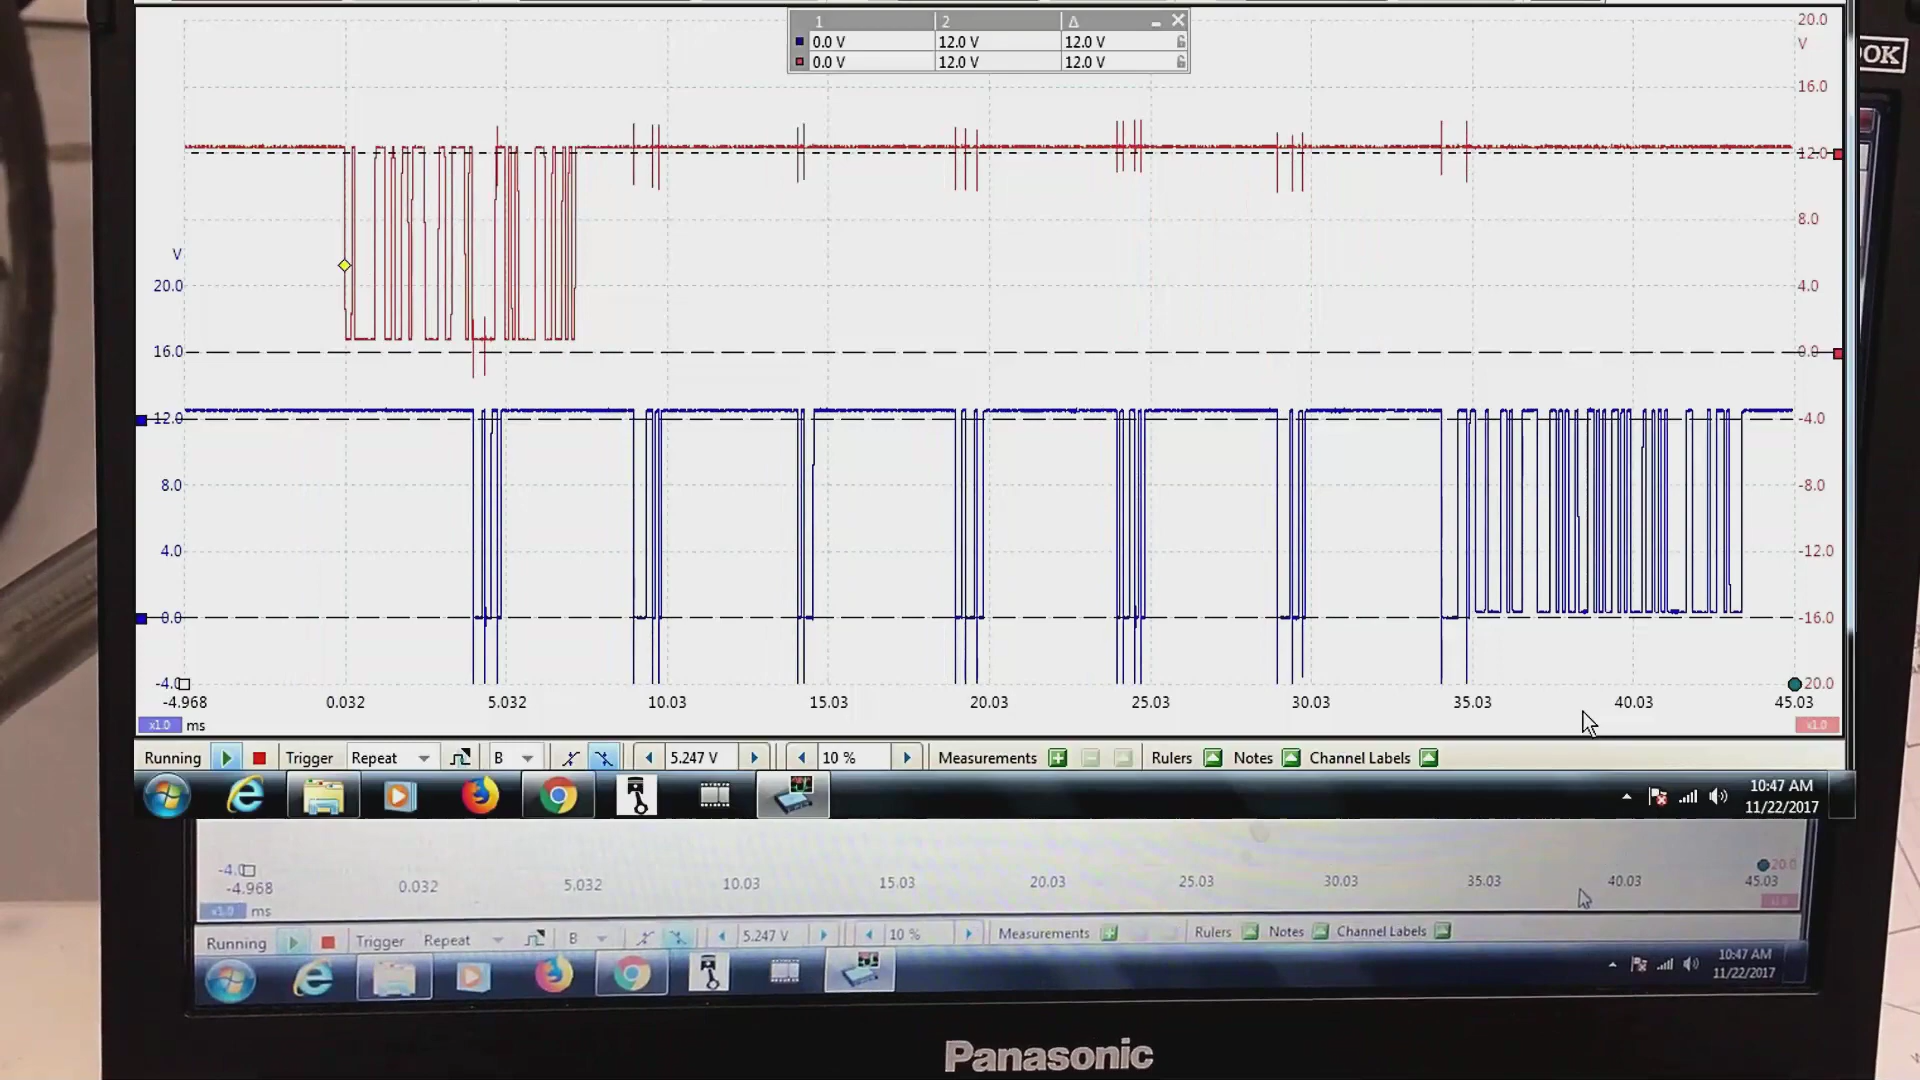 1 2 Δ
0.0 V 12.0 V 12.0 V
0.0 V 12.0 V 12.0 V
20.0
V
16.0
12.0
8.0
4.0
0.0
-4.0
-8.0
-12.0
-16.0
20.0
V
20.0
16.0
12.0
8.0
4.0
0.0
-4.0
-4.968 0.032 5.032 10.03 15.03 20.03 25.03 30.03 35.03 40.03 45.03
x1.0 ms x1.0
Running Trigger Repeat B 5.247 V 10 % Measurements Rulers Notes Channel Labels
10:47 AM
11/22/2017
OK
-4.0 20.0
-4.968 0.032 5.032 10.03 15.03 20.03 25.03 30.03 35.03 40.03 45.03
x1.0 ms
Running Trigger Repeat B 5.247 V 10 % Measurements Rulers Notes Channel Labels
10:47 AM
11/22/2017
Panasonic